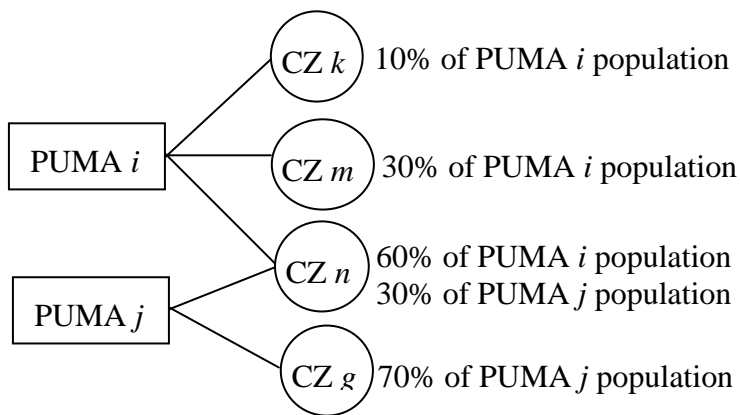 CZ k 10% of PUMA i population
PUMA i
CZ m 30% of PUMA i population
CZ n 60% of PUMA i population
30% of PUMA j population
PUMA j
CZ g 70% of PUMA j population